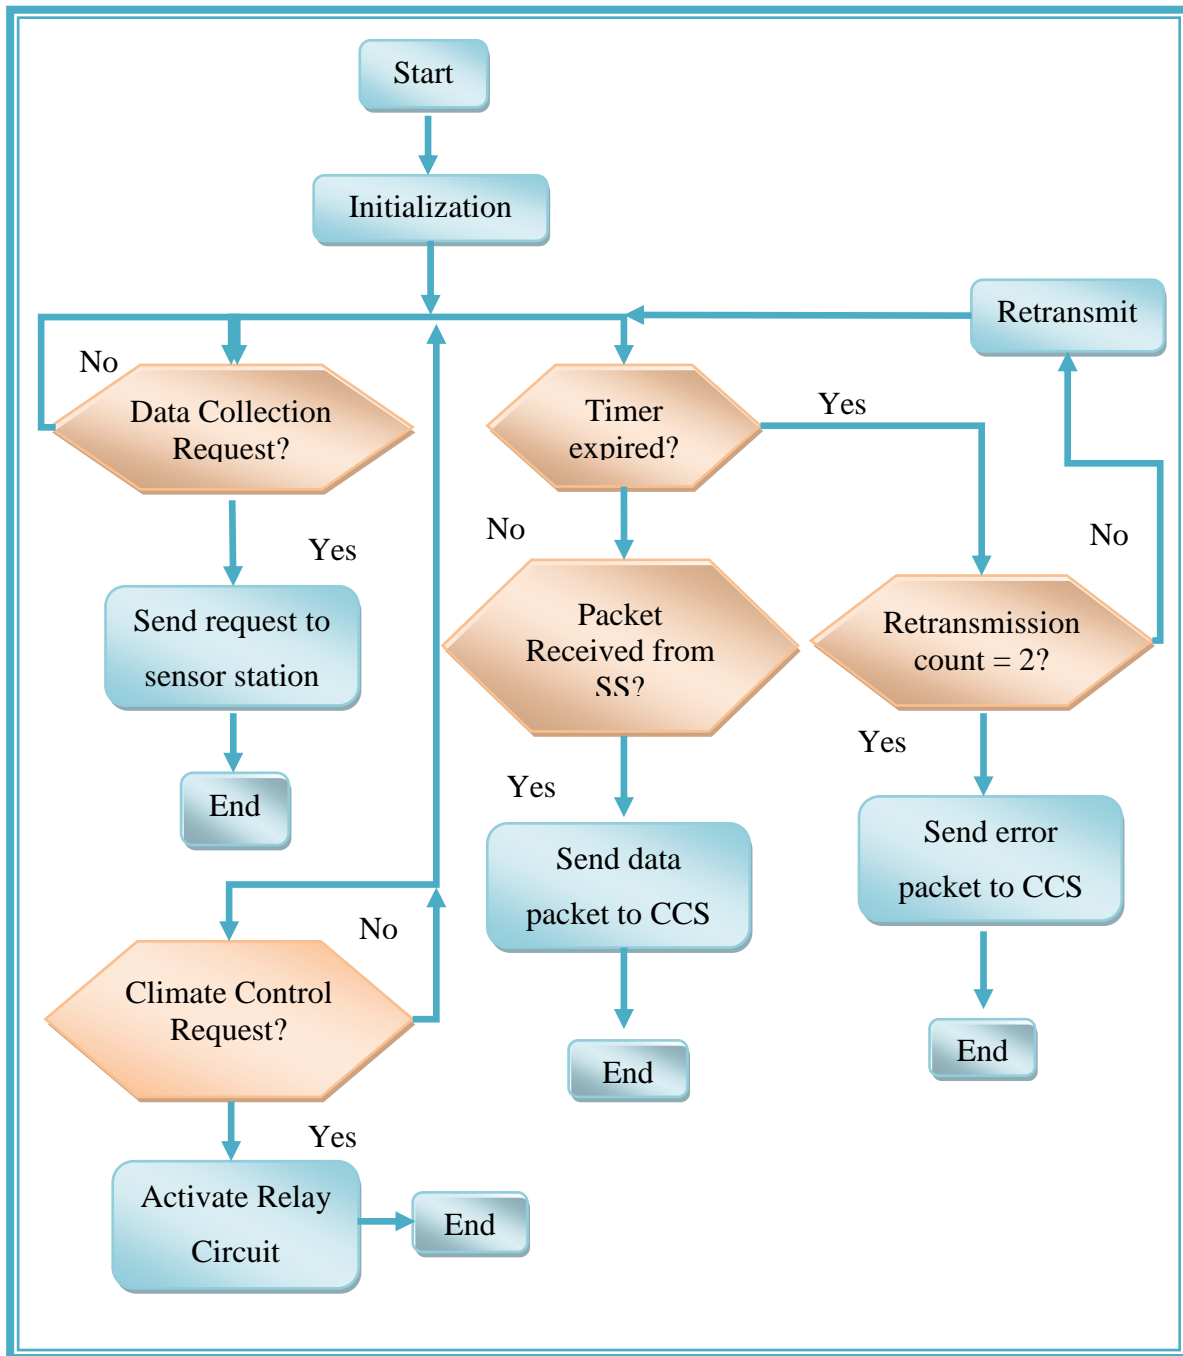 Start
Initialization
Retransmit
No
Data Collection
Request?
Timer
expired?
Yes
Yes
No
No
Send request to
sensor station
Packet
Received from
SS?
Retransmission
count = 2?
End
Yes
Yes
Send data
packet to CCS
Send error
packet to CCS
No
Climate Control
Request?
End
End
Yes
Activate Relay
Circuit
End